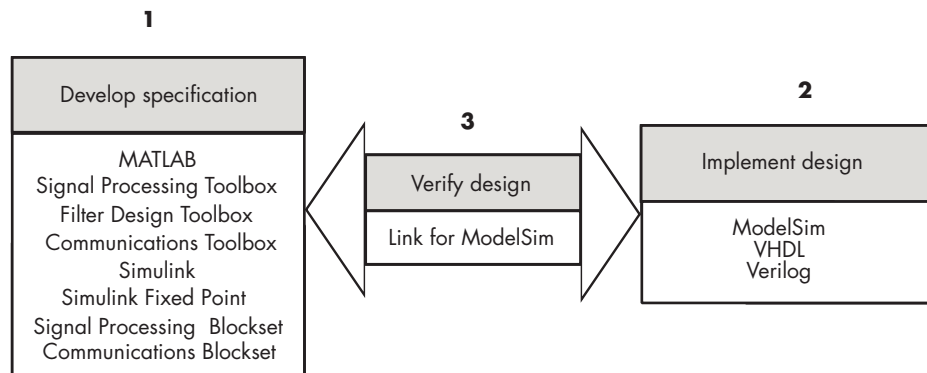 1
Develop specification
MATLAB
Signal Processing Toolbox
Filter Design Toolbox
Communications Toolbox
Simulink
Simulink Fixed Point
Signal Processing Blockset
Communications Blockset
3
Verify design
Link for ModelSim
2
Implement design
ModelSim
VHDL
Verilog